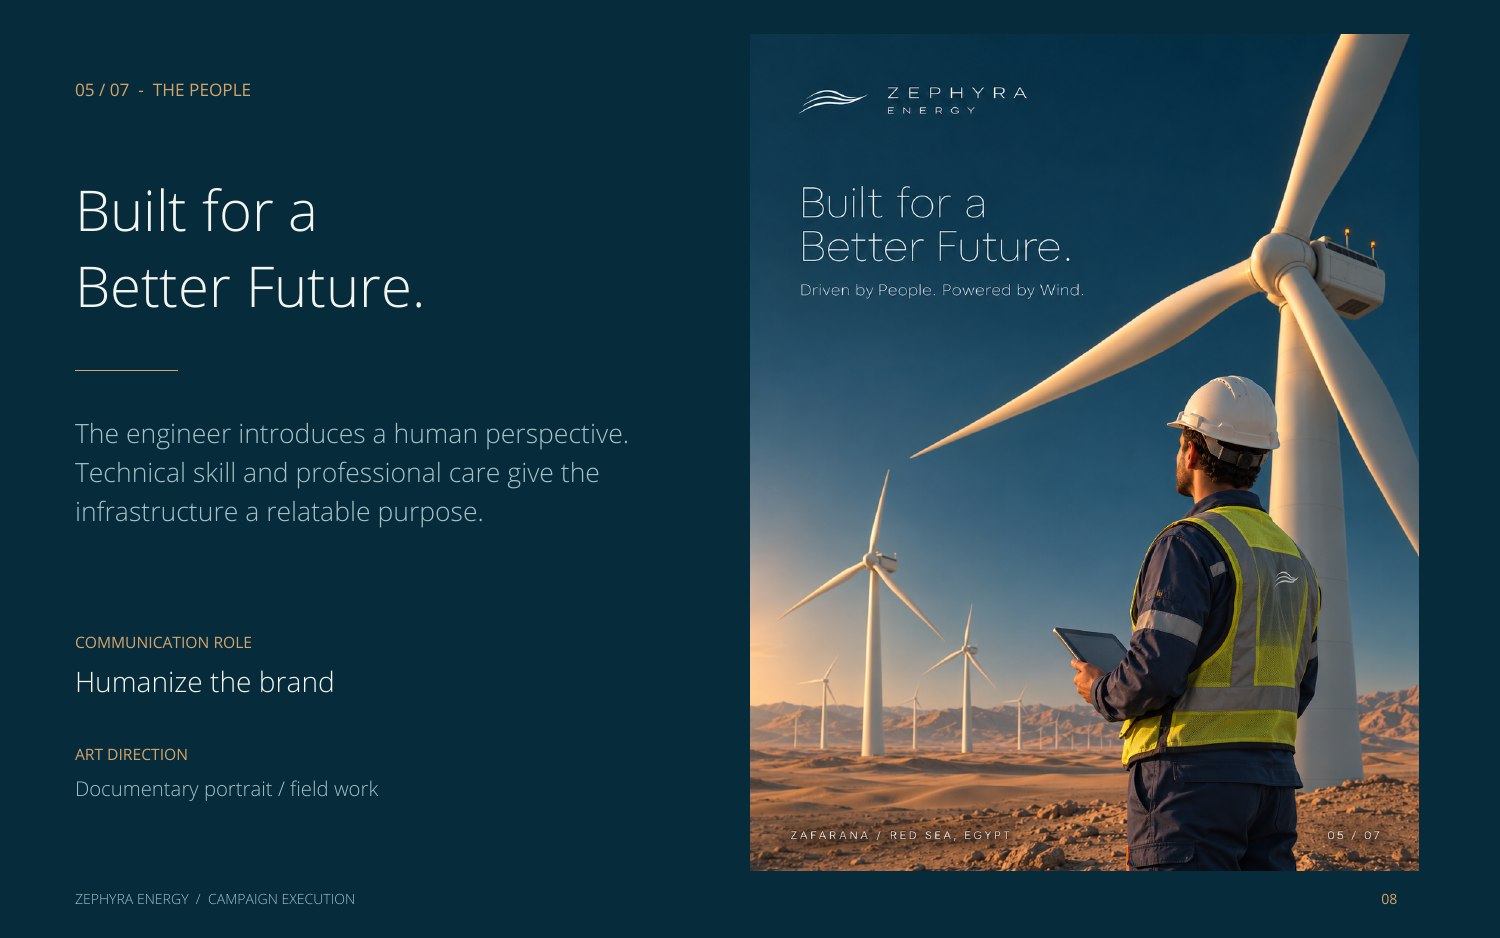 05 / 07 - THE PEOPLE
Built for a
Better Future.
The engineer introduces a human perspective.
Technical skill and professional care give the
infrastructure a relatable purpose.
COMMUNICATION ROLE
Humanize the brand
ART DIRECTION
Documentary portrait / field work
ZEPHYRA ENERGY / CAMPAIGN EXECUTION
ZEPHYRA
ENERGY
Built for a
Better Future.
Driven by People. Powered by Wind.
ZAFARANA / RED SEA, EGYPT
05 / 07
08